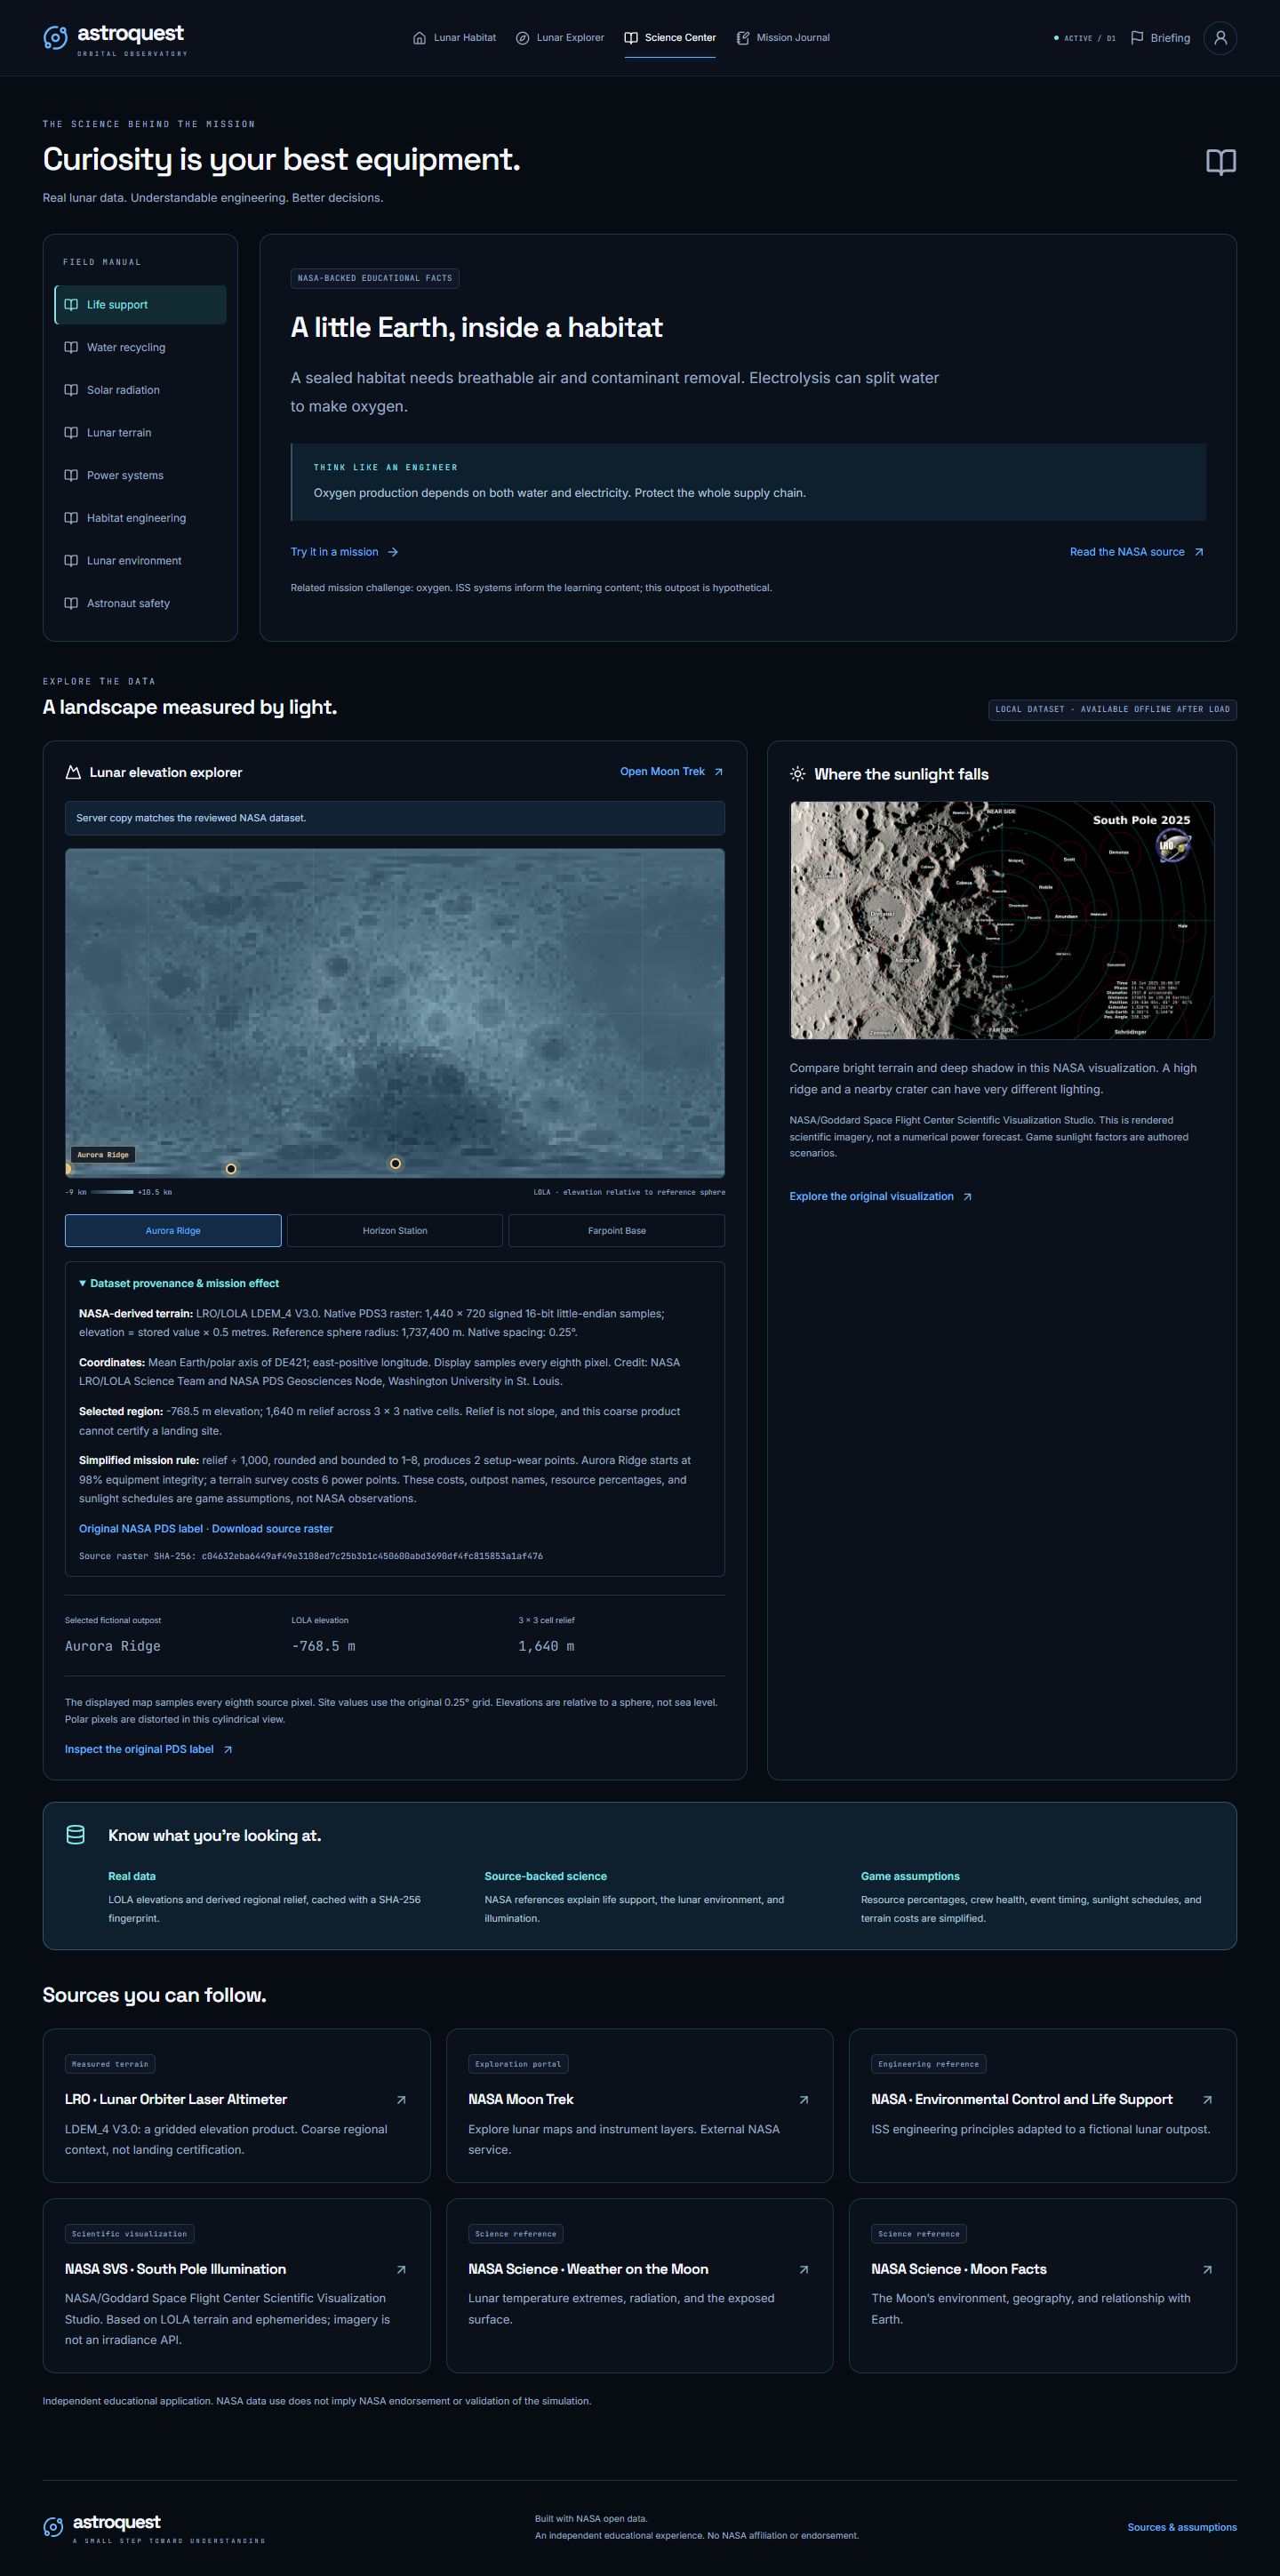 astroquest
ORBITAL OBSERVATORY
Lunar Habitat
Lunar Explorer
Science Center
Mission Journal
ACTIVE / D1
Briefing
THE SCIENCE BEHIND THE MISSION
Curiosity is your best equipment.
Real lunar data. Understandable engineering. Better decisions.
FIELD MANUAL
Life support
Water recycling
Solar radiation
Lunar terrain
Power systems
Habitat engineering
Lunar environment
Astronaut safety
NASA-BACKED EDUCATIONAL FACTS
A little Earth, inside a habitat
A sealed habitat needs breathable air and contaminant removal. Electrolysis can split water
to make oxygen.
THINK LIKE AN ENGINEER
Oxygen production depends on both water and electricity. Protect the whole supply chain.
Try it in a mission
Read the NASA source
Related mission challenge: oxygen. ISS systems inform the learning content; this outpost is hypothetical.
EXPLORE THE DATA
A landscape measured by light.
LOCAL DATASET · AVAILABLE OFFLINE AFTER LOAD
Lunar elevation explorer
Open Moon Trek
Server copy matches the reviewed NASA dataset.
Aurora Ridge
-9 km
+10.5 km
LOLA · elevation relative to reference sphere
Aurora Ridge
Horizon Station
Farpoint Base
▼ Dataset provenance & mission effect
NASA-derived terrain: LRO/LOLA LDEM_4 V3.0. Native PDS3 raster: 1,440 × 720 signed 16-bit little-endian samples;
elevation = stored value × 0.5 metres. Reference sphere radius: 1,737,400 m. Native spacing: 0.25°.
Coordinates: Mean Earth/polar axis of DE421; east-positive longitude. Display samples every eighth pixel. Credit: NASA
LRO/LOLA Science Team and NASA PDS Geosciences Node, Washington University in St. Louis.
Selected region: -768.5 m elevation; 1,640 m relief across 3 × 3 native cells. Relief is not slope, and this coarse product
cannot certify a landing site.
Simplified mission rule: relief ÷ 1,000, rounded and bounded to 1–8, produces 2 setup-wear points. Aurora Ridge starts at
98% equipment integrity; a terrain survey costs 6 power points. These costs, outpost names, resource percentages, and
sunlight schedules are game assumptions, not NASA observations.
Original NASA PDS label · Download source raster
Source raster SHA-256: c04632eba6449af49e3108ed7c25b3b1c450600abd3690df4fc815853a1af476
Selected fictional outpost
Aurora Ridge
LOLA elevation
-768.5 m
3 × 3 cell relief
1,640 m
The displayed map samples every eighth source pixel. Site values use the original 0.25° grid. Elevations are relative to a sphere, not sea level.
Polar pixels are distorted in this cylindrical view.
Inspect the original PDS label
Where the sunlight falls
South Pole 2025
LRO
NEAR SIDE
Scott
Demonax
Cabeus
Nobile
Amundsen
Hale
Drygalski
Ashbrook
Zeeman
FAR SIDE
Schrödinger
Compare bright terrain and deep shadow in this NASA visualization. A high
ridge and a nearby crater can have very different lighting.
NASA/Goddard Space Flight Center Scientific Visualization Studio. This is rendered
scientific imagery, not a numerical power forecast. Game sunlight factors are authored
scenarios.
Explore the original visualization
Know what you're looking at.
Real data
LOLA elevations and derived regional relief, cached with a SHA-256
fingerprint.
Source-backed science
NASA references explain life support, the lunar environment, and
illumination.
Game assumptions
Resource percentages, crew health, event timing, sunlight schedules, and
terrain costs are simplified.
Sources you can follow.
Measured terrain
LRO · Lunar Orbiter Laser Altimeter
LDEM_4 V3.0: a gridded elevation product. Coarse regional
context, not landing certification.
Exploration portal
NASA Moon Trek
Explore lunar maps and instrument layers. External NASA
service.
Engineering reference
NASA · Environmental Control and Life Support
ISS engineering principles adapted to a fictional lunar outpost.
Scientific visualization
NASA SVS · South Pole Illumination
NASA/Goddard Space Flight Center Scientific Visualization
Studio. Based on LOLA terrain and ephemerides; imagery is
not an irradiance API.
Science reference
NASA Science · Weather on the Moon
Lunar temperature extremes, radiation, and the exposed
surface.
Science reference
NASA Science · Moon Facts
The Moon's environment, geography, and relationship with
Earth.
Independent educational application. NASA data use does not imply NASA endorsement or validation of the simulation.
astroquest
A SMALL STEP TOWARD UNDERSTANDING
Built with NASA open data.
An independent educational experience. No NASA affiliation or endorsement.
Sources & assumptions